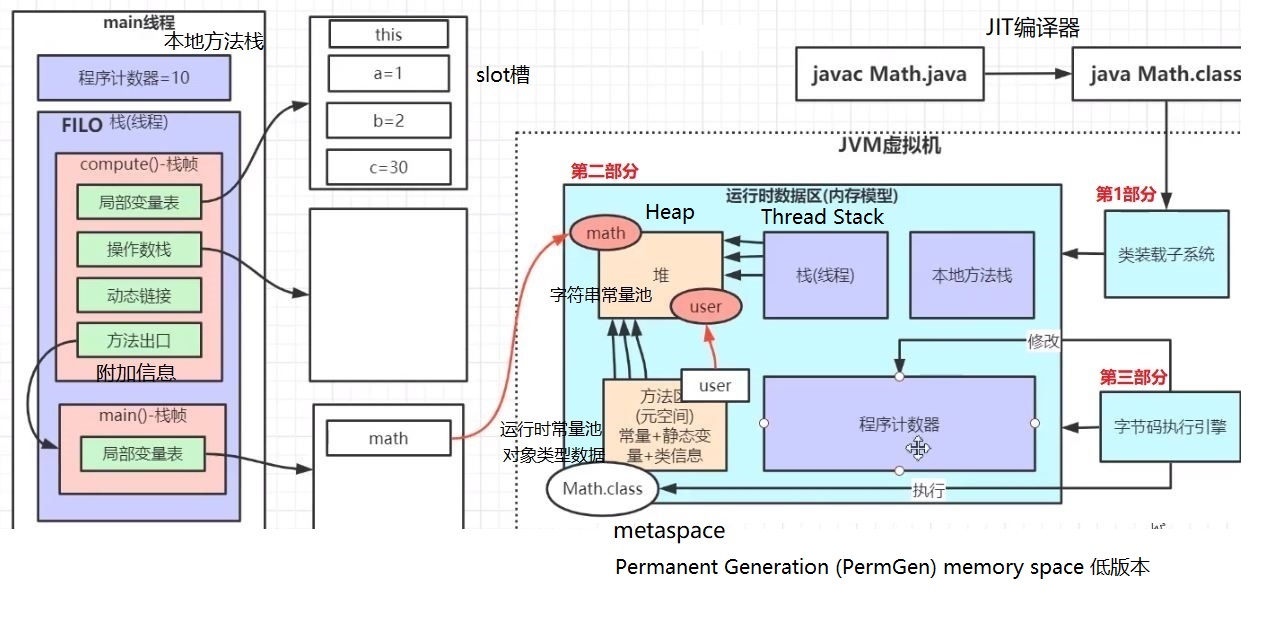 main线程
本地方法栈
程序计数器=10
FILO 栈(线程)
compute()-栈帧
局部变量表
操作数栈
动态链接
方法出口
附加信息
main()-栈帧
局部变量表
this
a=1
b=2
c=30
slot槽
math
JIT编译器
javac Math.java
java Math.class
JVM虚拟机
第二部分
运行时数据区(内存模型)
Heap
Thread Stack
math
堆
字符串常量池
user
栈(线程)
本地方法栈
第1部分
类装载子系统
修改
user
方法区
(元空间)
常量+静态变
量+类信息
运行时常量池
对象类型数据
程序计数器
第三部分
字节码执行引擎
Math.class
执行
metaspace
Permanent Generation (PermGen) memory space 低版本